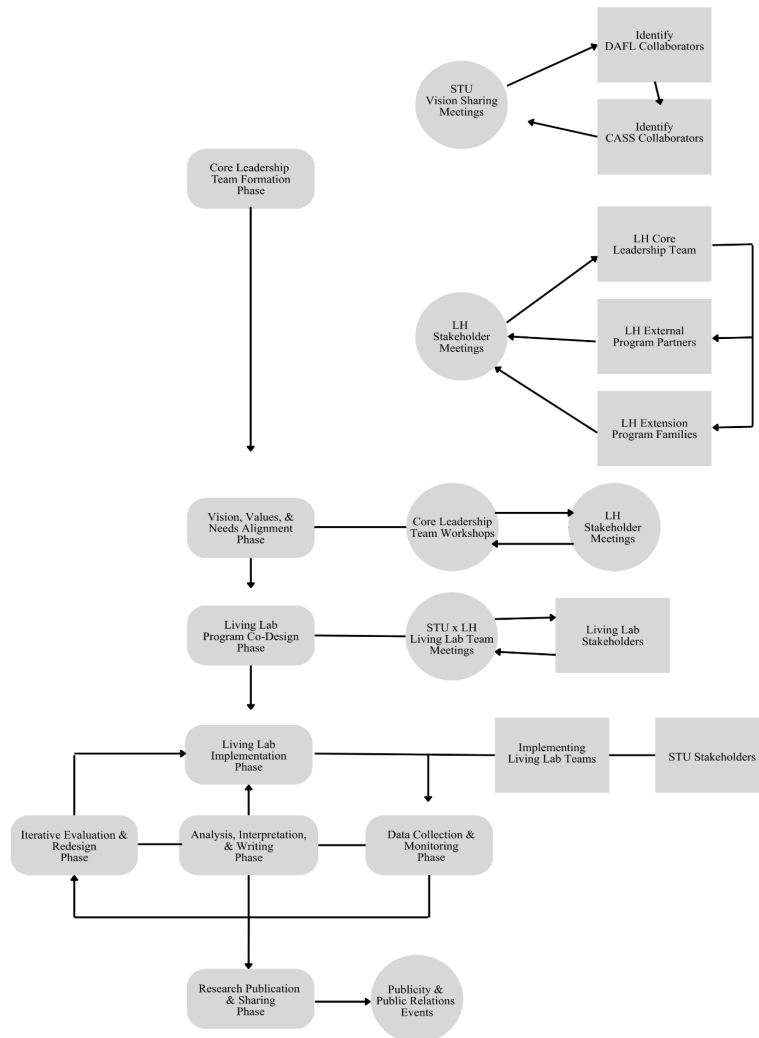 Identify
DAFL Collaborators
STU
Vision Sharing
Meetings
Identify
CASS Collaborators
Core Leadership
Team Formation
Phase
LH Core
Leadership Team
LH
Stakeholder
Meetings
LH External
Program Partners
LH Extension
Program Families
Vision, Values, &
Needs Alignment
Phase
Core Leadership
Team Workshops
LH
Stakeholder
Meetings
Living Lab
Program Co-Design
Phase
STU x LH
Living Lab Team
Meetings
Living Lab
Stakeholders
Living Lab
Implementation
Phase
Implementing
Living Lab Teams
STU Stakeholders
Iterative Evaluation &
Redesign
Phase
Analysis, Interpretation,
& Writing
Phase
Data Collection &
Monitoring
Phase
Research Publication
& Sharing
Phase
Publicity &
Public Relations
Events